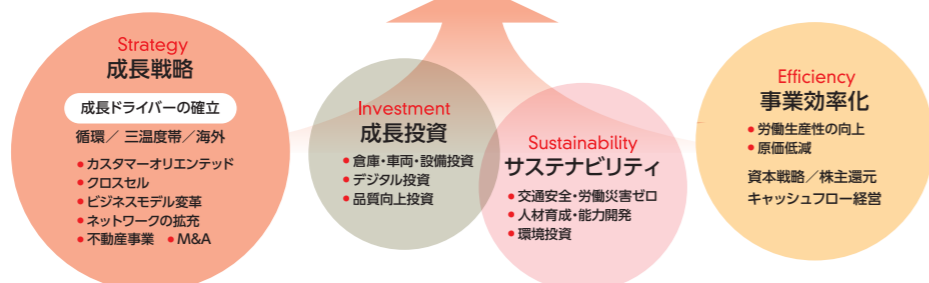 Strategy
成長戦略
成長ドライバーの確立
循環／三温度帯／海外
● カスタマーオリエンテッド
● クロスセル
● ビジネスモデル変革
● ネットワークの拡充
● 不動産事業 ● M&A
Investment
成長投資
● 倉庫・車両・設備投資
● デジタル投資
● 品質向上投資
Sustainability
サステナビリティ
● 交通安全・労働災害ゼロ
● 人材育成・能力開発
● 環境投資
Efficiency
事業効率化
● 労働生産性の向上
● 原価低減
資本戦略／株主還元
キャッシュフロー経営